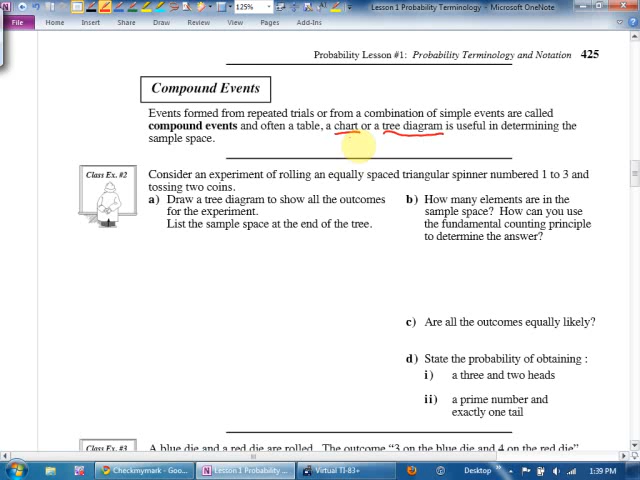 Lesson 1 Probability Terminology - Microsoft OneNote
125%
File Home Insert Share Draw Review View Add-Ins
Probability Lesson #1: Probability Terminology and Notation 425
Compound Events
Events formed from repeated trials or from a combination of simple events are called
compound events and often a table, a chart or a tree diagram is useful in determining the
sample space.
Class Ex. #2
Consider an experiment of rolling an equally spaced triangular spinner numbered 1 to 3 and
tossing two coins.
a) Draw a tree diagram to show all the outcomes
for the experiment.
List the sample space at the end of the tree.
b) How many elements are in the
sample space? How can you use
the fundamental counting principle
to determine the answer?
c) Are all the outcomes equally likely?
d) State the probability of obtaining :
i) a three and two heads
ii) a prime number and
exactly one tail
Class Ex. #3
A blue die and a red die are rolled. The outcome "3 on the blue die and 4 on the red die"
Checkmymark - Goo...
Lesson 1 Probability ...
Virtual TI-83+
Desktop
1:39 PM